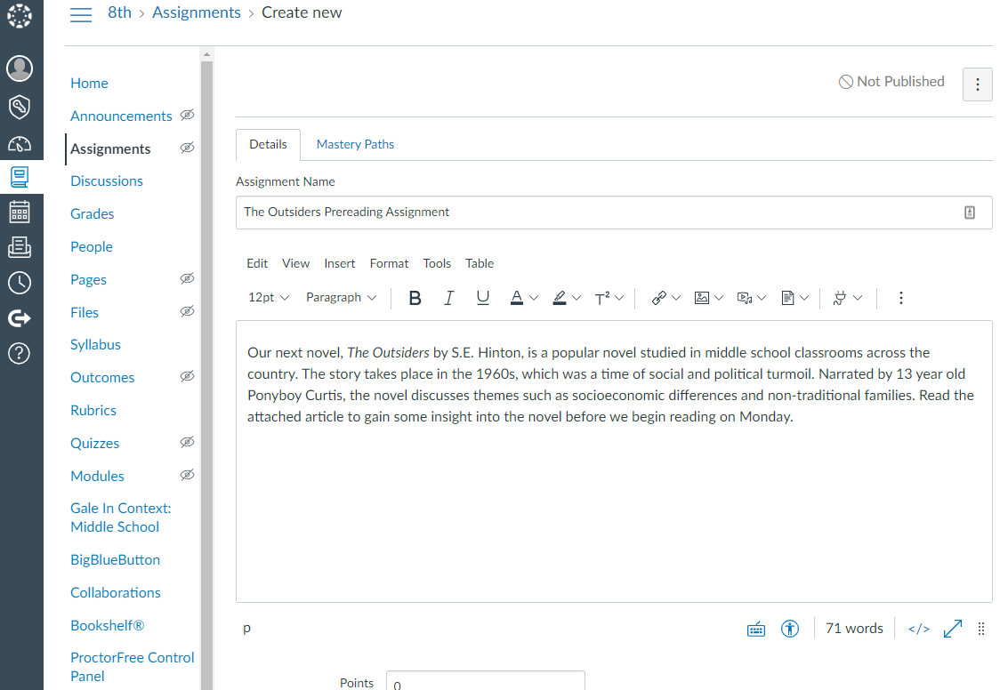 8th > Assignments > Create new
Not Published
Home
Announcements
Assignments
Discussions
Grades
People
Pages
Files
Syllabus
Outcomes
Rubrics
Quizzes
Modules
Gale In Context:
Middle School
BigBlueButton
Collaborations
Bookshelf®
ProctorFree Control
Panel
Details Mastery Paths
Assignment Name
The Outsiders Prereading Assignment
Edit View Insert Format Tools Table
12pt Paragraph B I U A T²
Our next novel, The Outsiders by S.E. Hinton, is a popular novel studied in middle school classrooms across the
country. The story takes place in the 1960s, which was a time of social and political turmoil. Narrated by 13 year old
Ponyboy Curtis, the novel discusses themes such as socioeconomic differences and non-traditional families. Read the
attached article to gain some insight into the novel before we begin reading on Monday.
p 71 words </>
Points 0